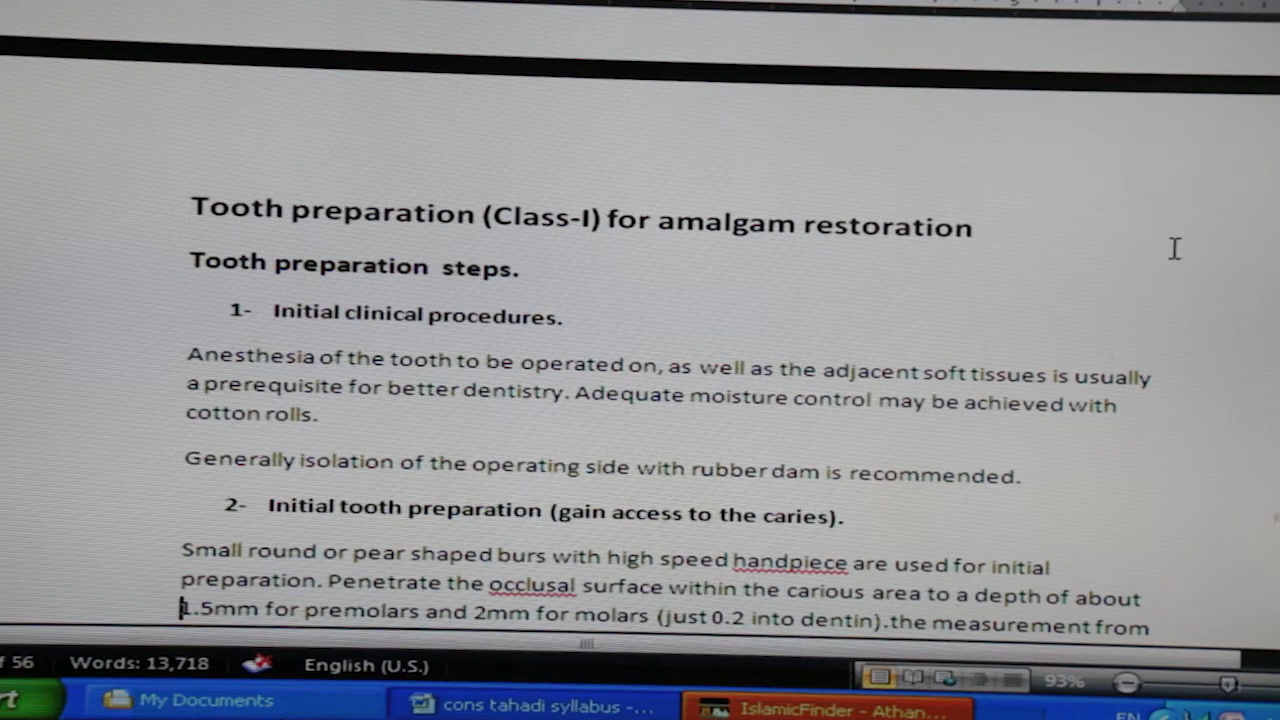 Tooth preparation (Class-I) for amalgam restoration
Tooth preparation steps.
1- Initial clinical procedures.
Anesthesia of the tooth to be operated on, as well as the adjacent soft tissues is usually
a prerequisite for better dentistry. Adequate moisture control may be achieved with
cotton rolls.
Generally isolation of the operating side with rubber dam is recommended.
2- Initial tooth preparation (gain access to the caries).
Small round or pear shaped burs with high speed handpiece are used for initial
preparation. Penetrate the occlusal surface within the carious area to a depth of about
1.5mm for premolars and 2mm for molars (just 0.2 into dentin).the measurement from
f 56 Words: 13,718 English (U.S.) 93%
rt My Documents cons tahadi syllabus -... IslamicFinder - Athan... EN